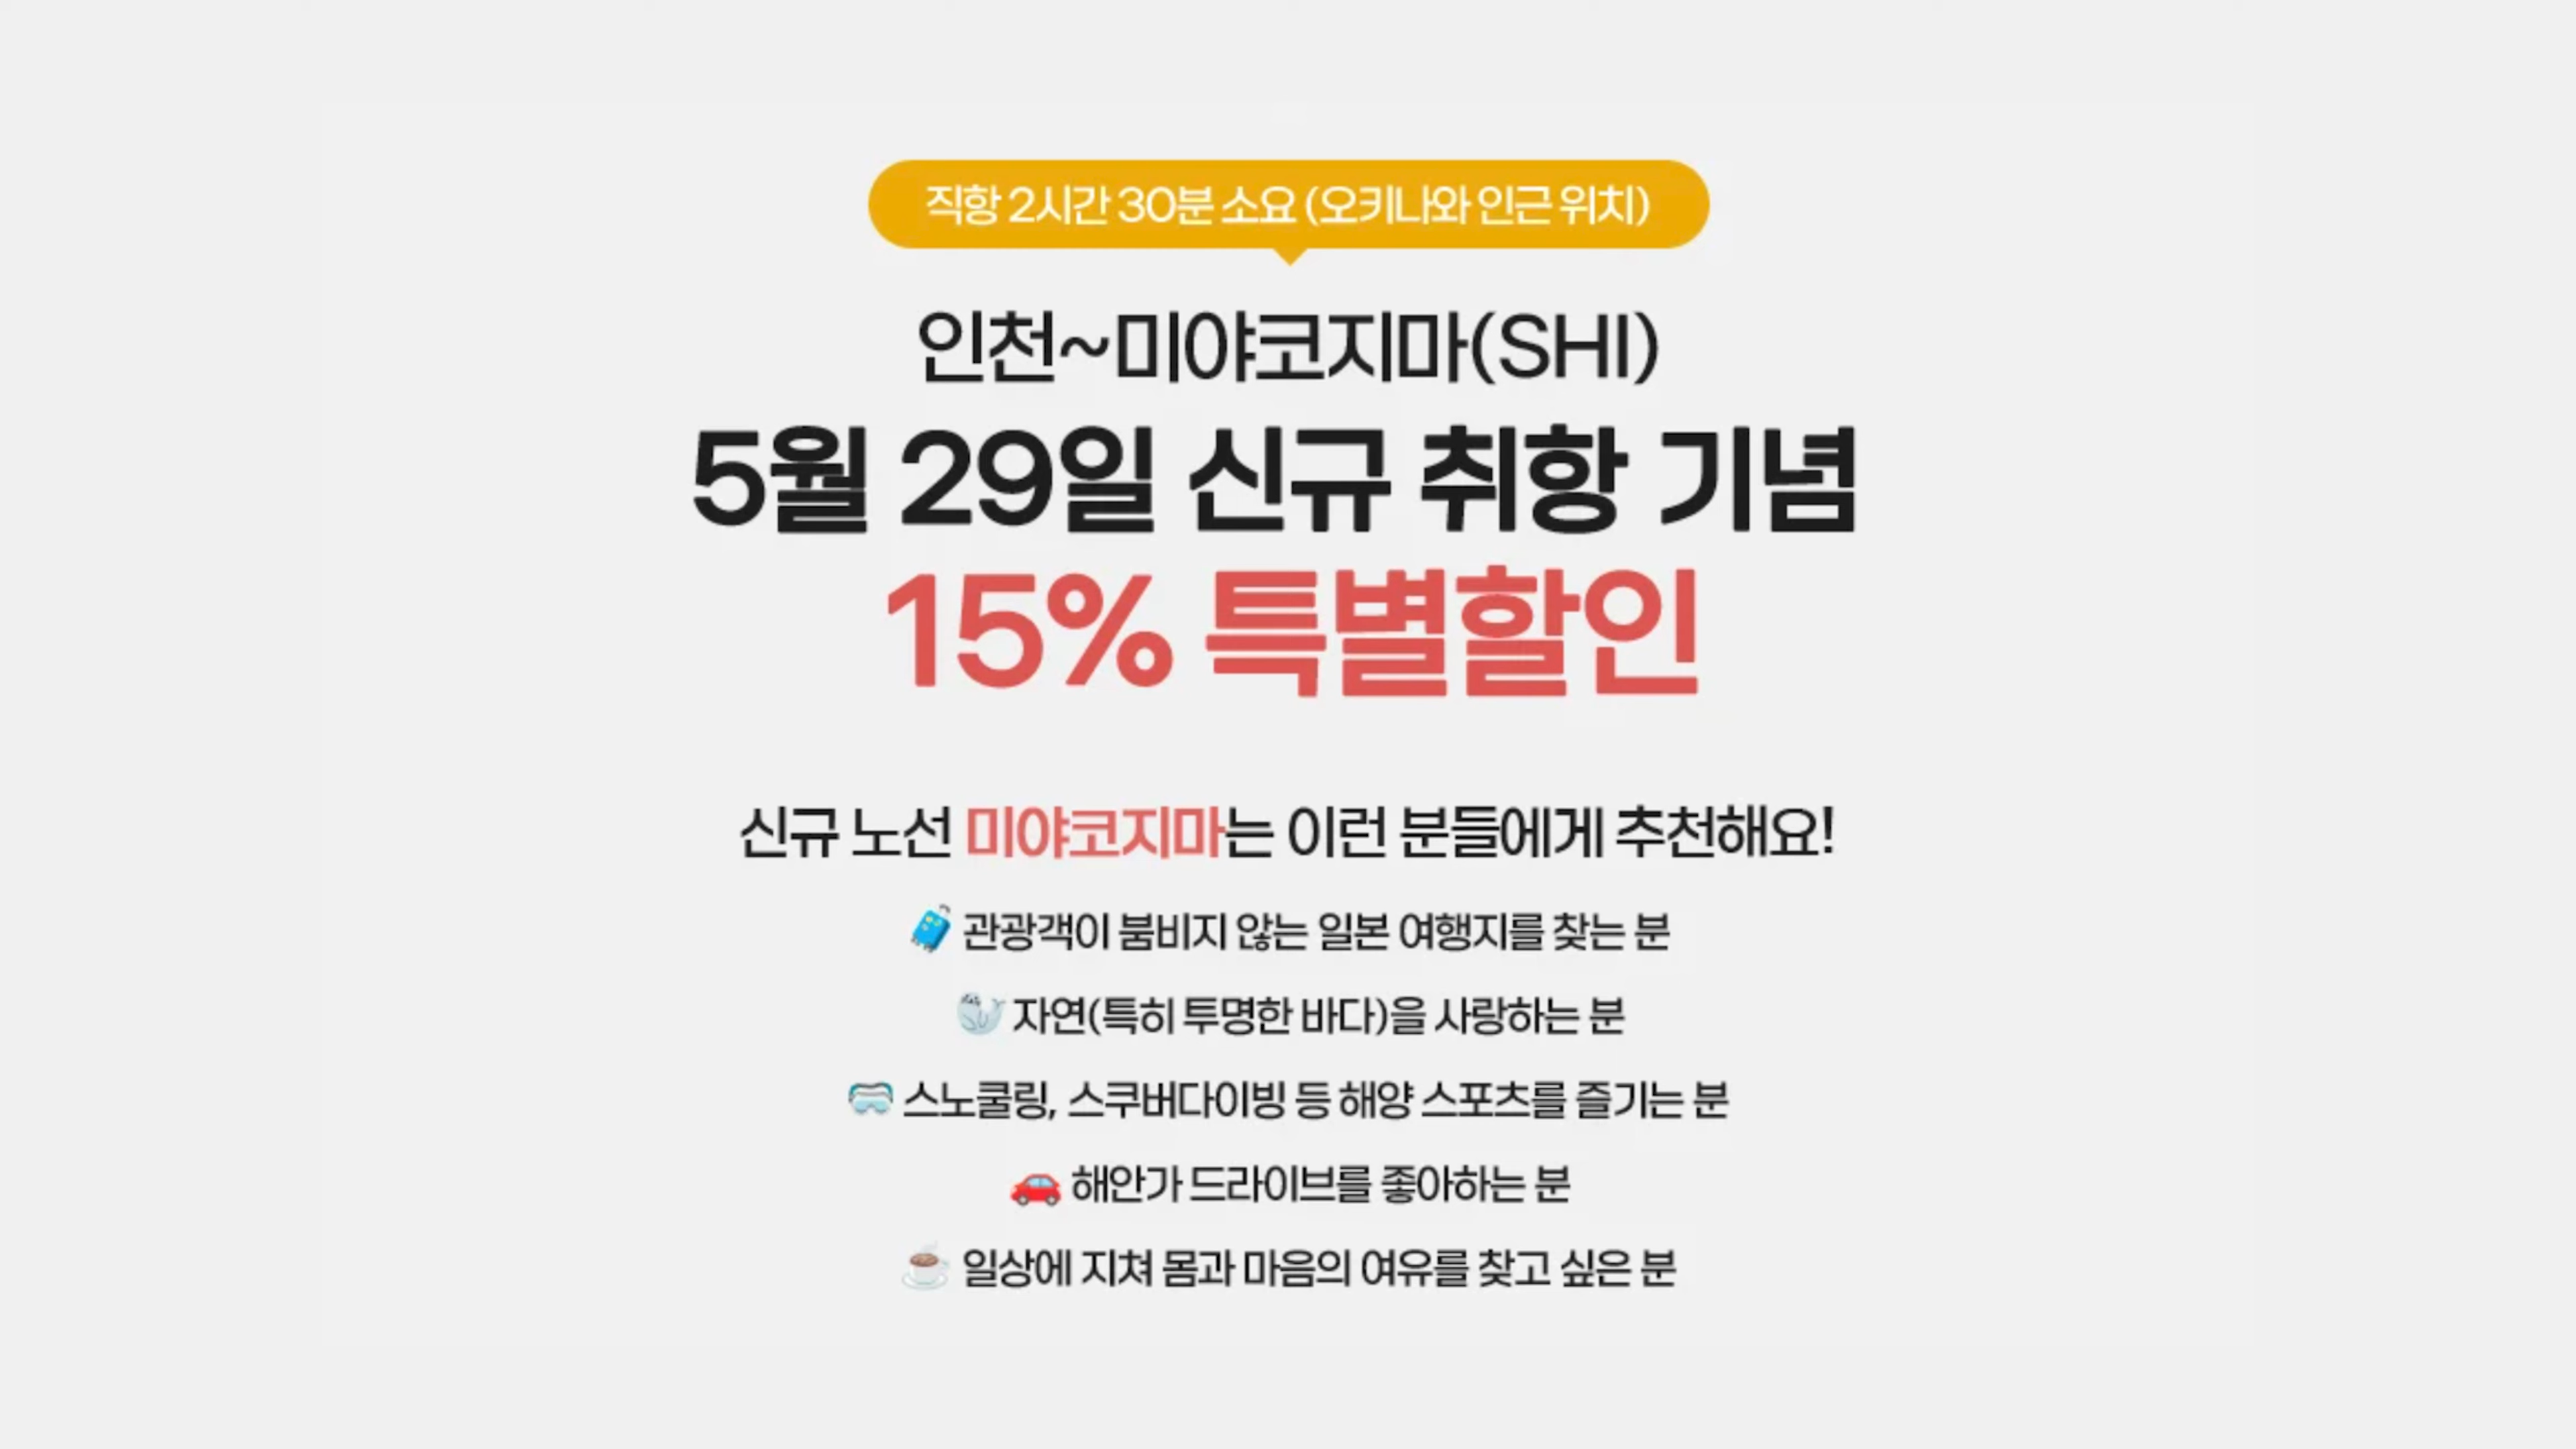 직항 2시간 30분 소요 (오키나와 인근 위치)
인천~미야코지마(SHI)
5월 29일 신규 취항 기념
15% 특별할인
신규 노선 미야코지마는 이런 분들에게 추천해요!
관광객이 붐비지 않는 일본 여행지를 찾는 분
자연(특히 투명한 바다)을 사랑하는 분
스노쿨링, 스쿠버다이빙 등 해양 스포츠를 즐기는 분
해안가 드라이브를 좋아하는 분
일상에 지쳐 몸과 마음의 여유를 찾고 싶은 분